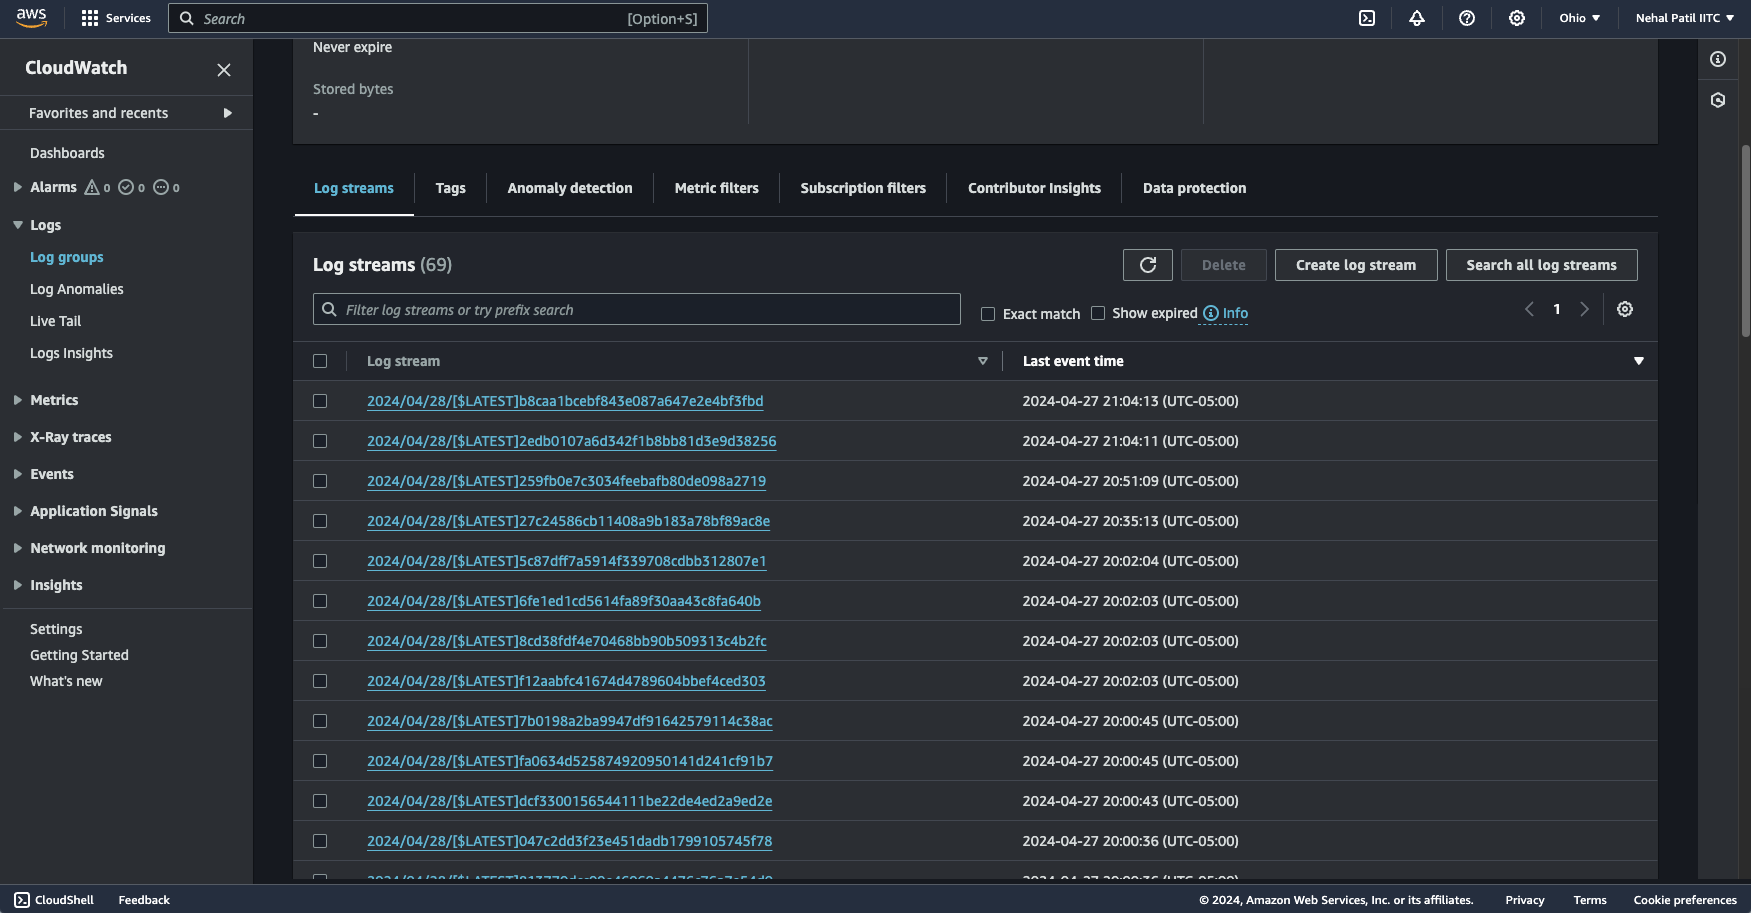 aws
Services
Search
[Option+S]
Ohio
Nehal Patil IITC
CloudWatch
Favorites and recents
Dashboards
Alarms 0 0 0
Logs
Log groups
Log Anomalies
Live Tail
Logs Insights
Metrics
X-Ray traces
Events
Application Signals
Network monitoring
Insights
Settings
Getting Started
What's new
Never expire
Stored bytes
-
Log streams
Tags
Anomaly detection
Metric filters
Subscription filters
Contributor Insights
Data protection
Log streams (69)
Delete
Create log stream
Search all log streams
Filter log streams or try prefix search
Exact match
Show expired
Info
1
Log stream
Last event time
2024/04/28/[$LATEST]b8caa1bcebf843e087a647e2e4bf3fbd 2024-04-27 21:04:13 (UTC-05:00)
2024/04/28/[$LATEST]2edb0107a6d342f1b8bb81d3e9d38256 2024-04-27 21:04:11 (UTC-05:00)
2024/04/28/[$LATEST]259fb0e7c3034feebafb80de098a2719 2024-04-27 20:51:09 (UTC-05:00)
2024/04/28/[$LATEST]27c24586cb11408a9b183a78bf89ac8e 2024-04-27 20:35:13 (UTC-05:00)
2024/04/28/[$LATEST]5c87dff7a5914f339708cdbb312807e1 2024-04-27 20:02:04 (UTC-05:00)
2024/04/28/[$LATEST]6fe1ed1cd5614fa89f30aa43c8fa640b 2024-04-27 20:02:03 (UTC-05:00)
2024/04/28/[$LATEST]8cd38fdf4e70468bb90b509313c4b2fc 2024-04-27 20:02:03 (UTC-05:00)
2024/04/28/[$LATEST]f12aabfc41674d4789604bbef4ced303 2024-04-27 20:02:03 (UTC-05:00)
2024/04/28/[$LATEST]7b0198a2ba9947df91642579114c38ac 2024-04-27 20:00:45 (UTC-05:00)
2024/04/28/[$LATEST]fa0634d525874920950141d241cf91b7 2024-04-27 20:00:45 (UTC-05:00)
2024/04/28/[$LATEST]dcf3300156544111be22de4ed2a9ed2e 2024-04-27 20:00:43 (UTC-05:00)
2024/04/28/[$LATEST]047c2dd3f23e451dadb1799105745f78 2024-04-27 20:00:36 (UTC-05:00)
CloudShell
Feedback
© 2024, Amazon Web Services, Inc. or its affiliates.
Privacy
Terms
Cookie preferences